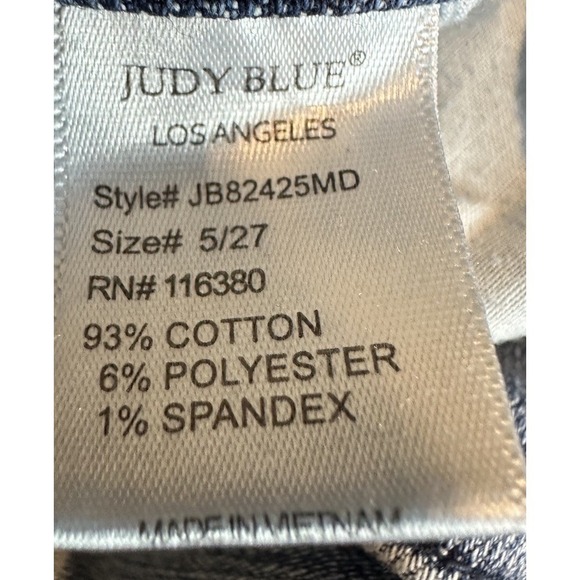 JUDY BLUE®
LOS ANGELES
Style# JB82425MD
Size# 5/27
RN# 116380
93% COTTON
6% POLYESTER
1% SPANDEX
MADE IN VIETNAM